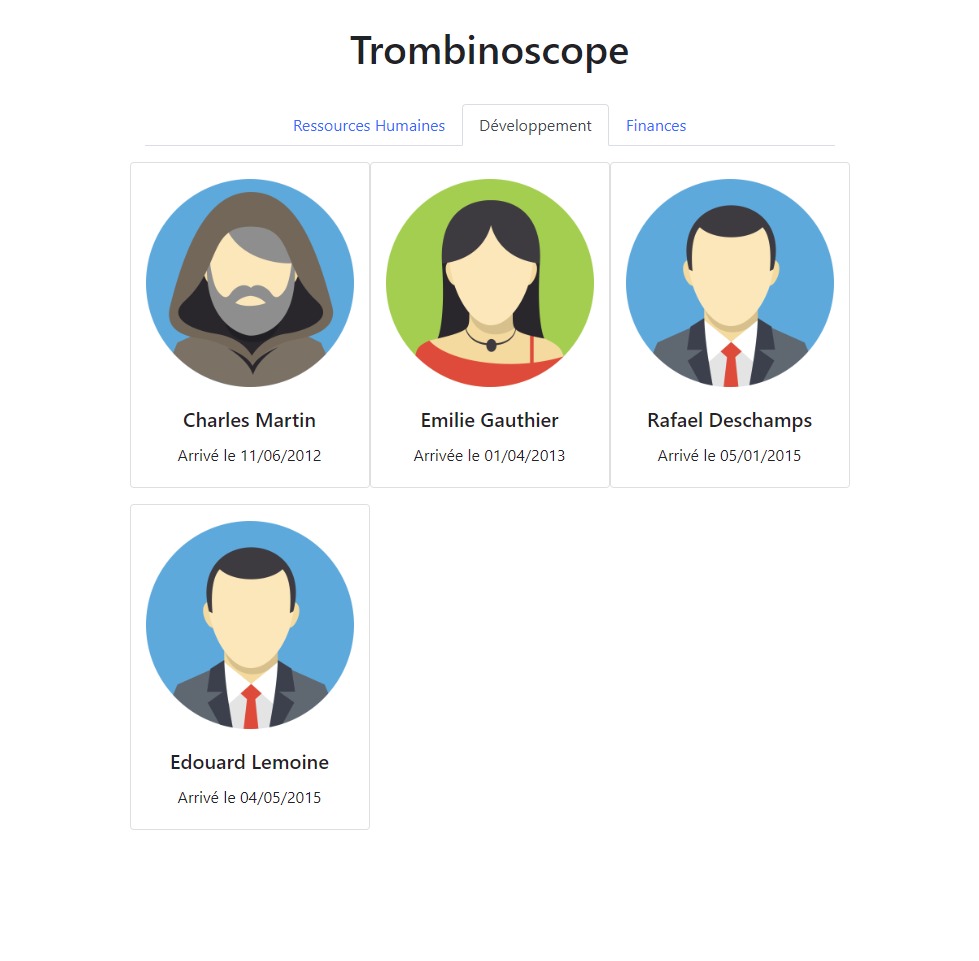 Trombinoscope
Ressources Humaines
Développement
Finances
Charles Martin
Arrivé le 11/06/2012
Emilie Gauthier
Arrivée le 01/04/2013
Rafael Deschamps
Arrivé le 05/01/2015
Edouard Lemoine
Arrivé le 04/05/2015